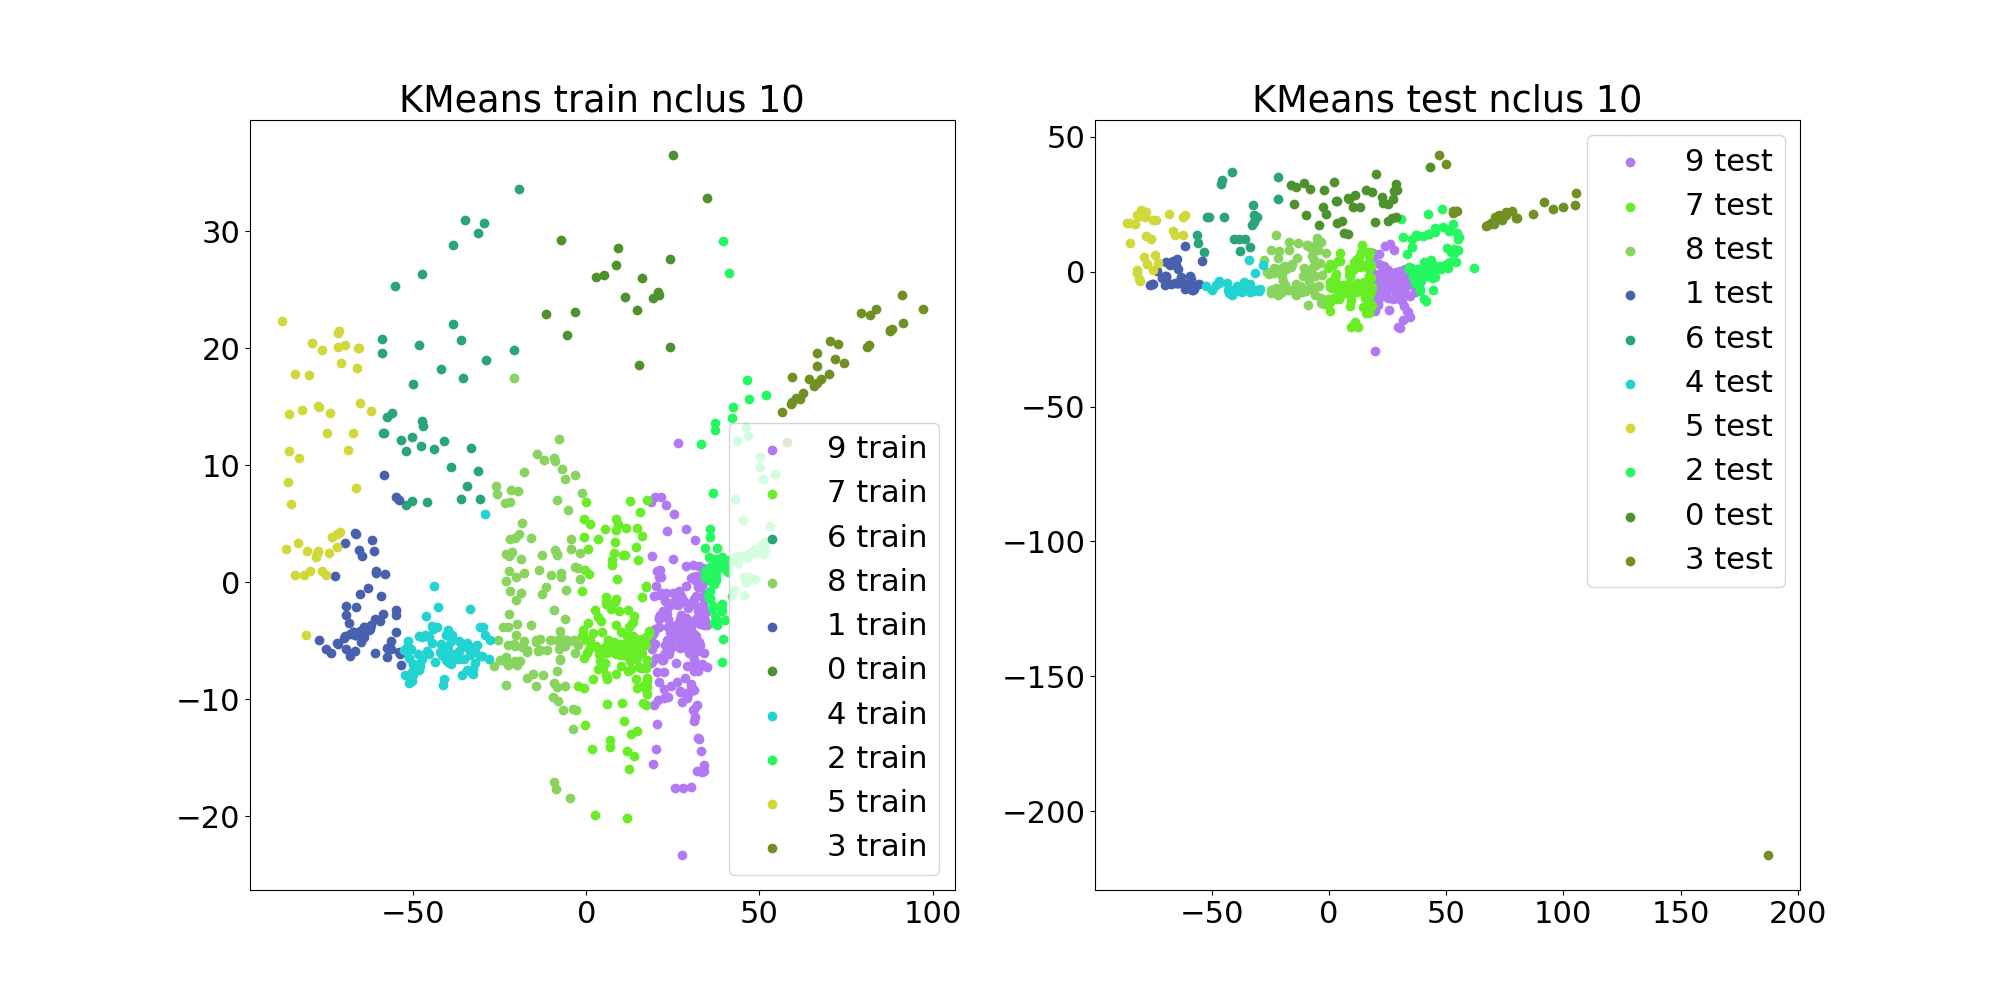 KMeans train nclus 10
30
20
10
0
−10
−20
−50
0
50
100
9 train
7 train
6 train
8 train
1 train
0 train
4 train
2 train
5 train
3 train
KMeans test nclus 10
50
0
−50
−100
−150
−200
−50
0
50
100
150
200
9 test
7 test
8 test
1 test
6 test
4 test
5 test
2 test
0 test
3 test